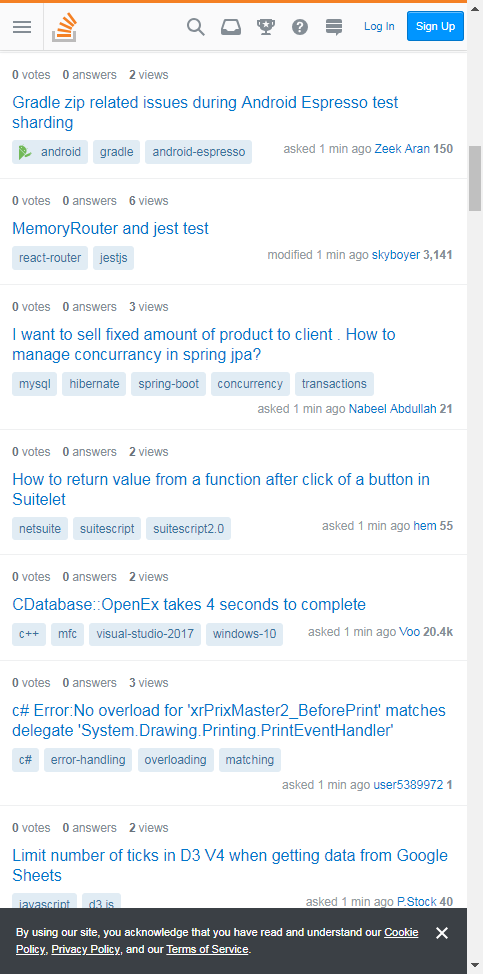 Log In Sign Up
0 votes 0 answers 2 views
Gradle zip related issues during Android Espresso test
sharding
android gradle android-espresso
asked 1 min ago Zeek Aran 150
0 votes 0 answers 6 views
MemoryRouter and jest test
react-router jestjs
modified 1 min ago skyboyer 3,141
0 votes 0 answers 3 views
I want to sell fixed amount of product to client . How to
manage concurrancy in spring jpa?
mysql hibernate spring-boot concurrency transactions
asked 1 min ago Nabeel Abdullah 21
0 votes 0 answers 2 views
How to return value from a function after click of a button in
Suitelet
netsuite suitescript suitescript2.0
asked 1 min ago hem 55
0 votes 0 answers 2 views
CDatabase::OpenEx takes 4 seconds to complete
c++ mfc visual-studio-2017 windows-10
asked 1 min ago Voo 20.4k
0 votes 0 answers 3 views
c# Error:No overload for 'xrPrixMaster2_BeforePrint' matches
delegate 'System.Drawing.Printing.PrintEventHandler'
c# error-handling overloading matching
asked 1 min ago user5389972 1
0 votes 0 answers 2 views
Limit number of ticks in D3 V4 when getting data from Google
Sheets
javascript d3.js
asked 1 min ago P.Stock 40
By using our site, you acknowledge that you have read and understand our Cookie
Policy, Privacy Policy, and our Terms of Service.